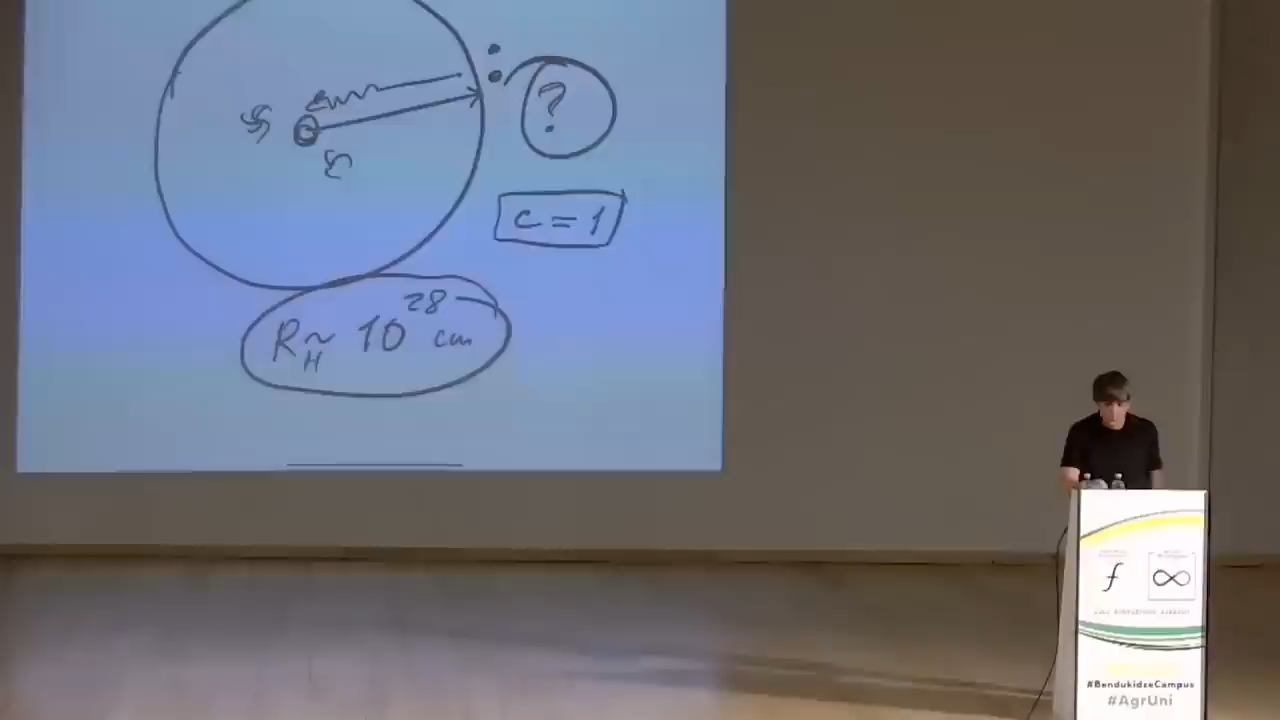 ?
c = 1
R_H ~ 10^28 cm
f
∞
#BendukidzeCampus
#AgrUni